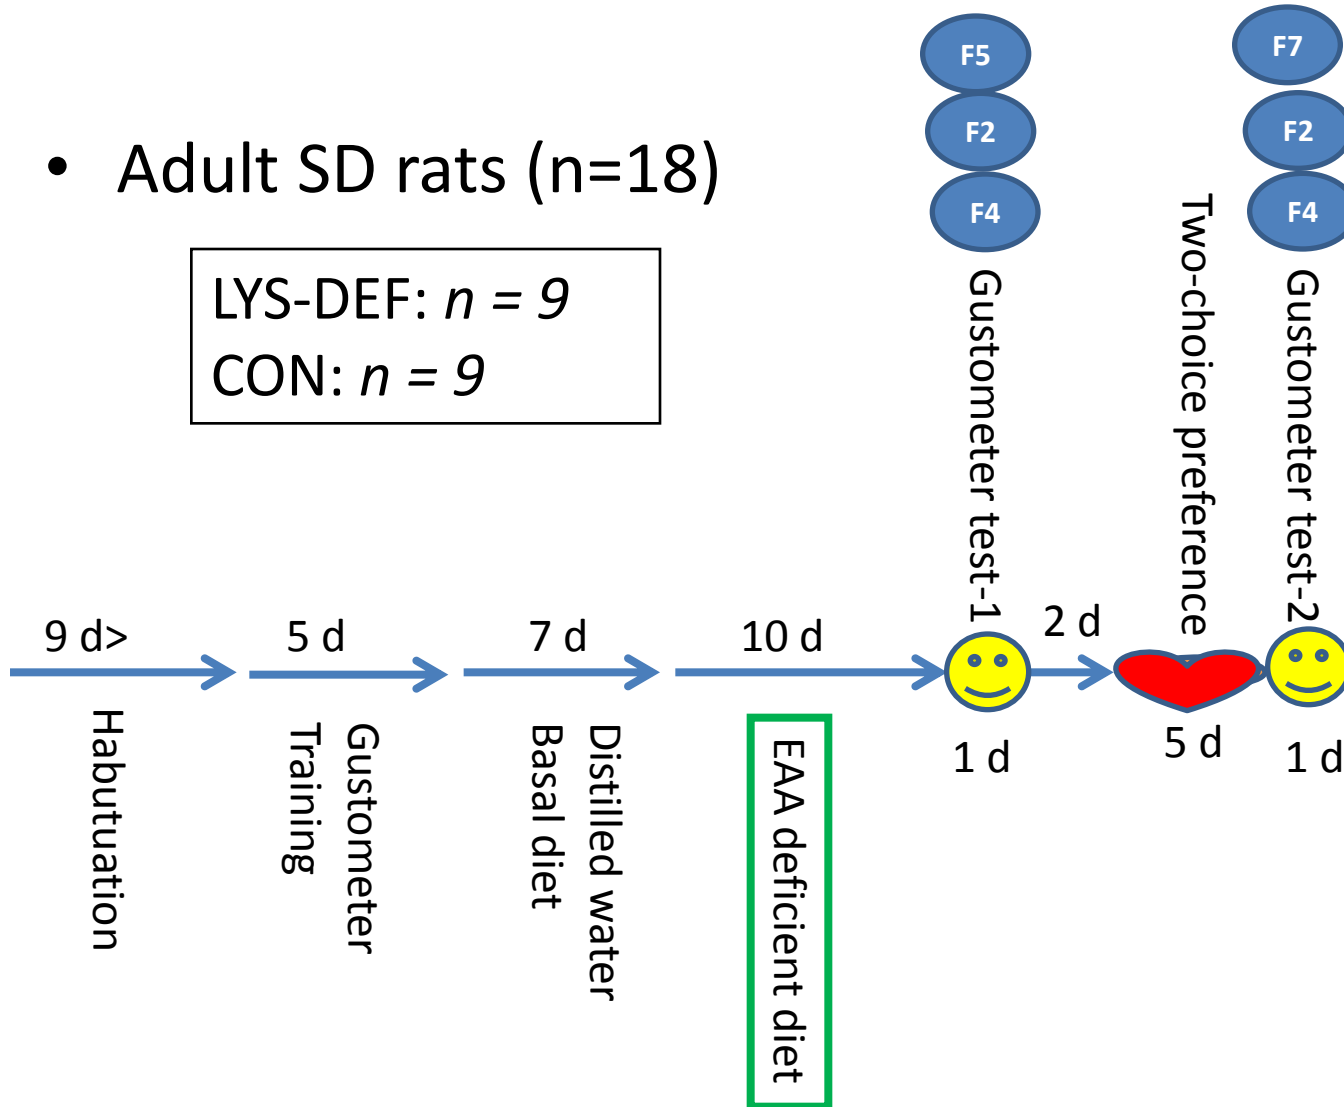 • Adult SD rats (n=18)
LYS-DEF: n = 9
CON: n = 9
F5
F2
F4
Gustometer test-1
Two-choice preference
F7
F2
F4
Gustometer test-2
9 d>
5 d
7 d
10 d
2 d
1 d
5 d
1 d
Habutuation
Gustometer
Training
Distilled water
Basal diet
EAA deficient diet